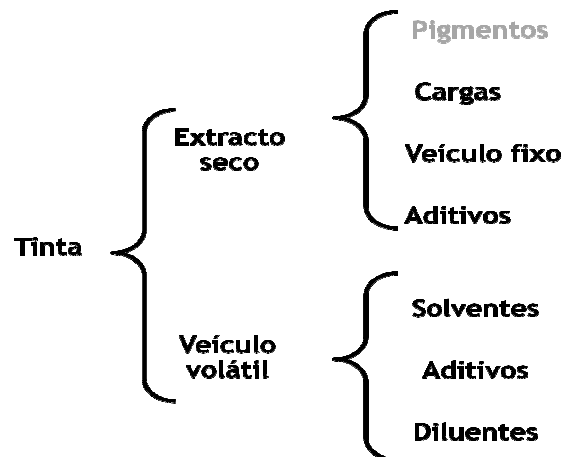 Pigmentos
Cargas
Extracto
seco
Veículo fixo
Aditivos
Tinta
Solventes
Veículo
volátil
Aditivos
Diluentes